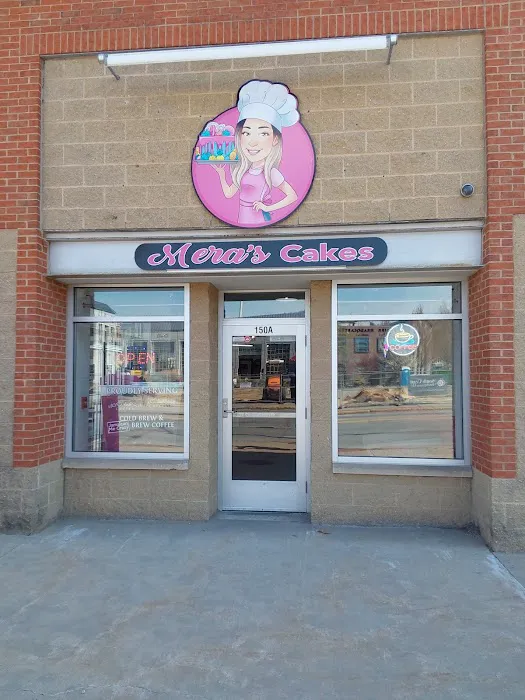 Mera's Cakes
150A
OPEN
PROUDLY SERVING
COLD BREW &
BREW COFFEE